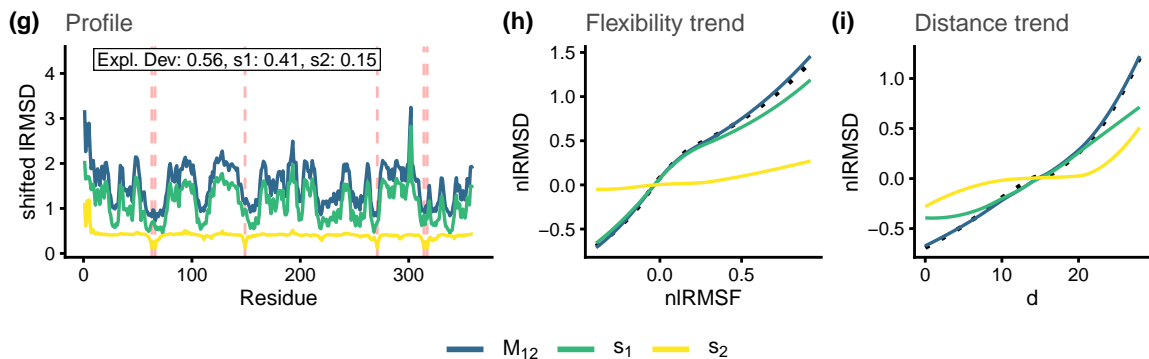 (g) Profile
Expl. Dev: 0.56, s1: 0.41, s2: 0.15
shifted lRMSD
4
3
2
1
0
0 100 200 300
Residue
(h) Flexibility trend
nlRMSD
1.5
1.0
0.5
0.0
−0.5
0.0 0.5
nlRMSF
(i) Distance trend
nlRMSD
1.0
0.5
0.0
−0.5
0 10 20
d
M12 s1 s2